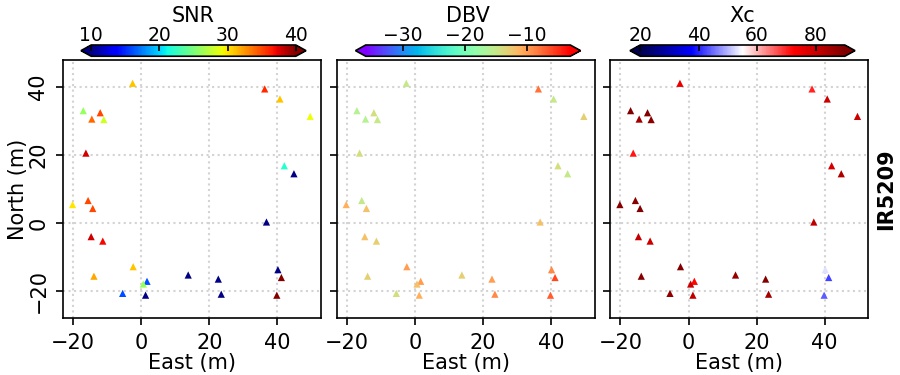 SNR DBV Xc
10 20 30 40 −30 −20 −10 20 40 60 80
40
20
0
−20
North (m)
−20 0 20 40 −20 0 20 40 −20 0 20 40
East (m) East (m) East (m)
IR5209